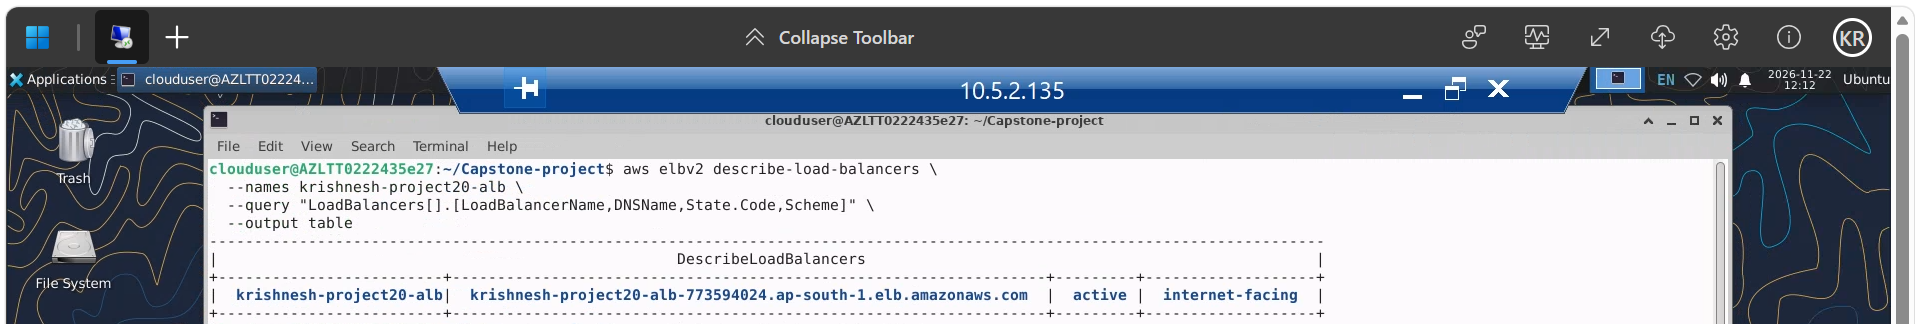 Collapse Toolbar
KR
Applications
clouduser@AZLTT02224...
10.5.2.135
EN
2026-11-22
12:12
Ubuntu
clouduser@AZLTT0222435e27: ~/Capstone-project
File Edit View Search Terminal Help
Trash
File System
clouduser@AZLTT0222435e27:~/Capstone-project$ aws elbv2 describe-load-balancers \
  --names krishnesh-project20-alb \
  --query "LoadBalancers[].[LoadBalancerName,DNSName,State.Code,Scheme]" \
  --output table
----------------------------------------------------------------------------------------------------------------------------
|                                                   DescribeLoadBalancers                                                  |
+-------------------------+------------------------------------------------------------------+---------+-------------------+
|  krishnesh-project20-alb|  krishnesh-project20-alb-773594024.ap-south-1.elb.amazonaws.com  |  active |  internet-facing  |
+-------------------------+------------------------------------------------------------------+---------+-------------------+